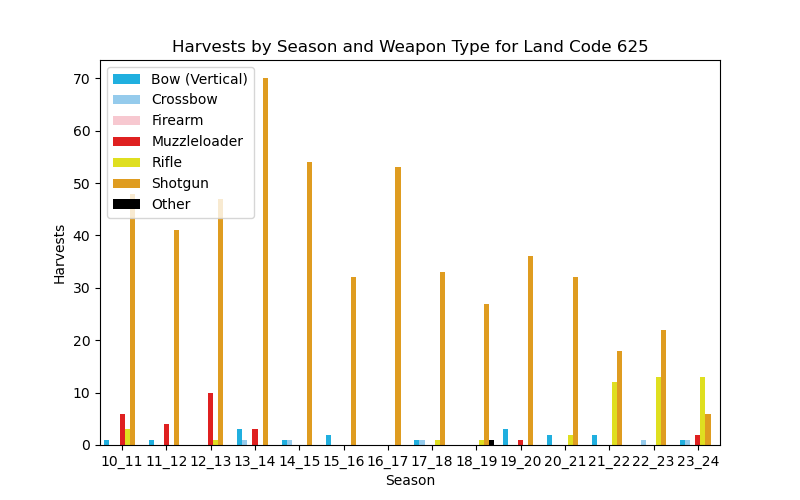 Harvests by Season and Weapon Type for Land Code 625
70
60
50
40
30
20
10
0
Harvests
Bow (Vertical)
Crossbow
Firearm
Muzzleloader
Rifle
Shotgun
Other
10_11 11_12 12_13 13_14 14_15 15_16 16_17 17_18 18_19 19_20 20_21 21_22 22_23 23_24
Season